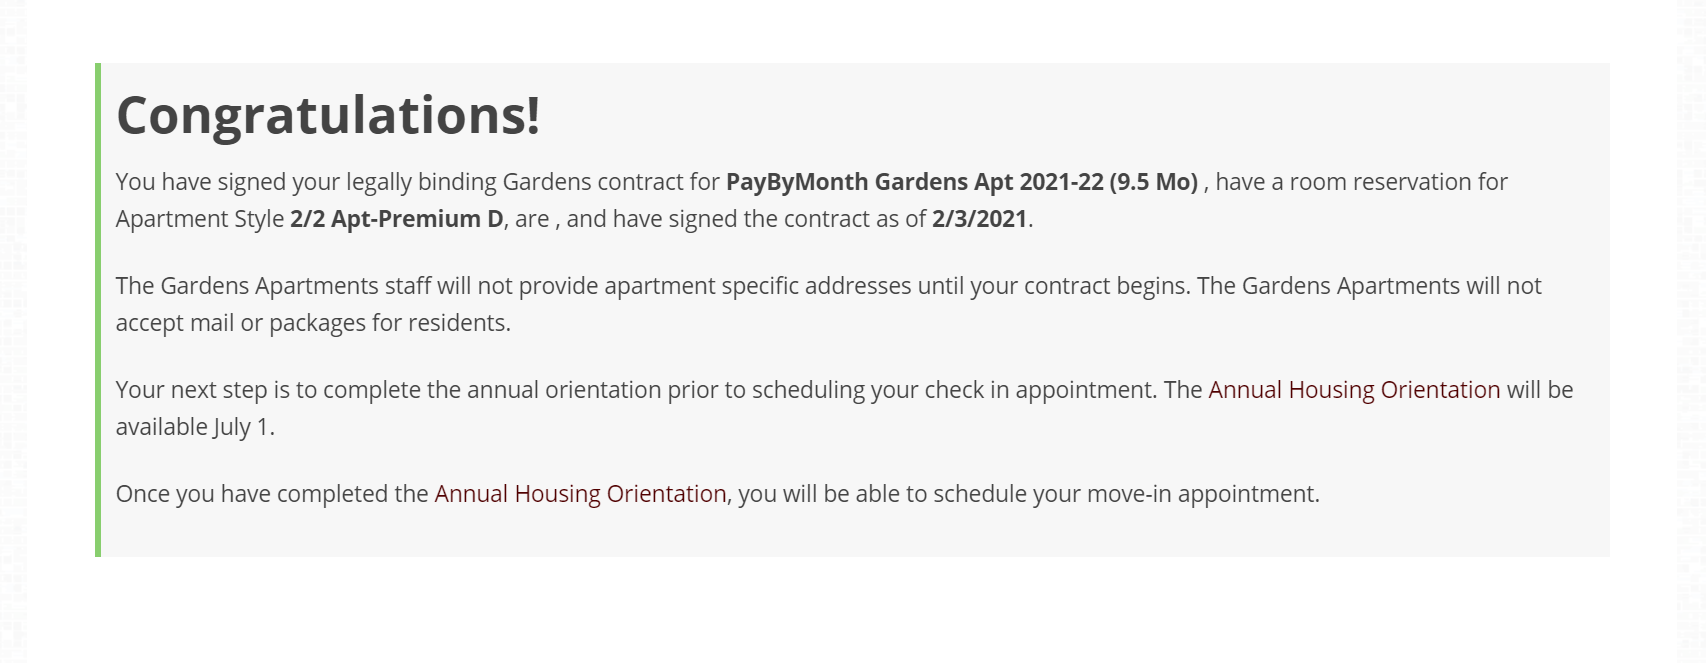 Congratulations!
You have signed your legally binding Gardens contract for PayByMonth Gardens Apt 2021-22 (9.5 Mo) , have a room reservation for
Apartment Style 2/2 Apt-Premium D, are , and have signed the contract as of 2/3/2021.
The Gardens Apartments staff will not provide apartment specific addresses until your contract begins. The Gardens Apartments will not
accept mail or packages for residents.
Your next step is to complete the annual orientation prior to scheduling your check in appointment. The Annual Housing Orientation will be
available July 1.
Once you have completed the Annual Housing Orientation, you will be able to schedule your move-in appointment.